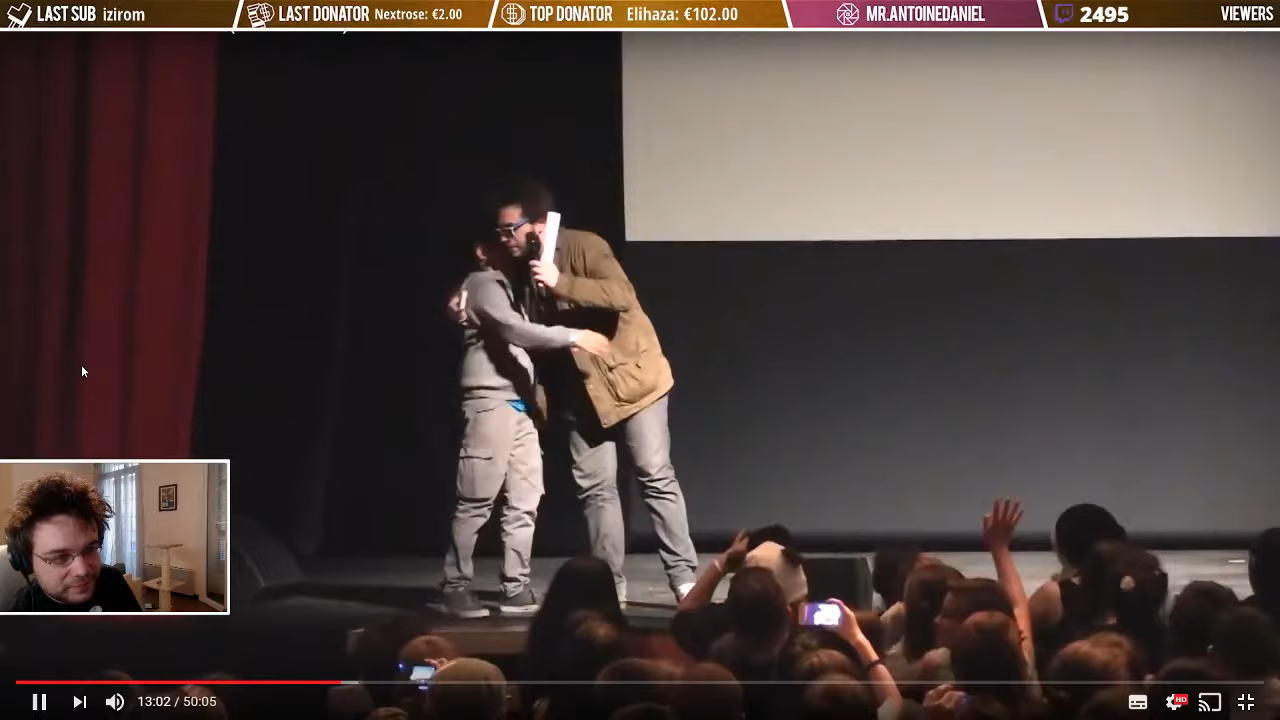 LAST SUB izirom
LAST DONATOR Nextrose: €2.00
TOP DONATOR Elihaza: €102.00
MR.ANTOINEDANIEL
2495 VIEWERS
13:02 / 50:05
HD